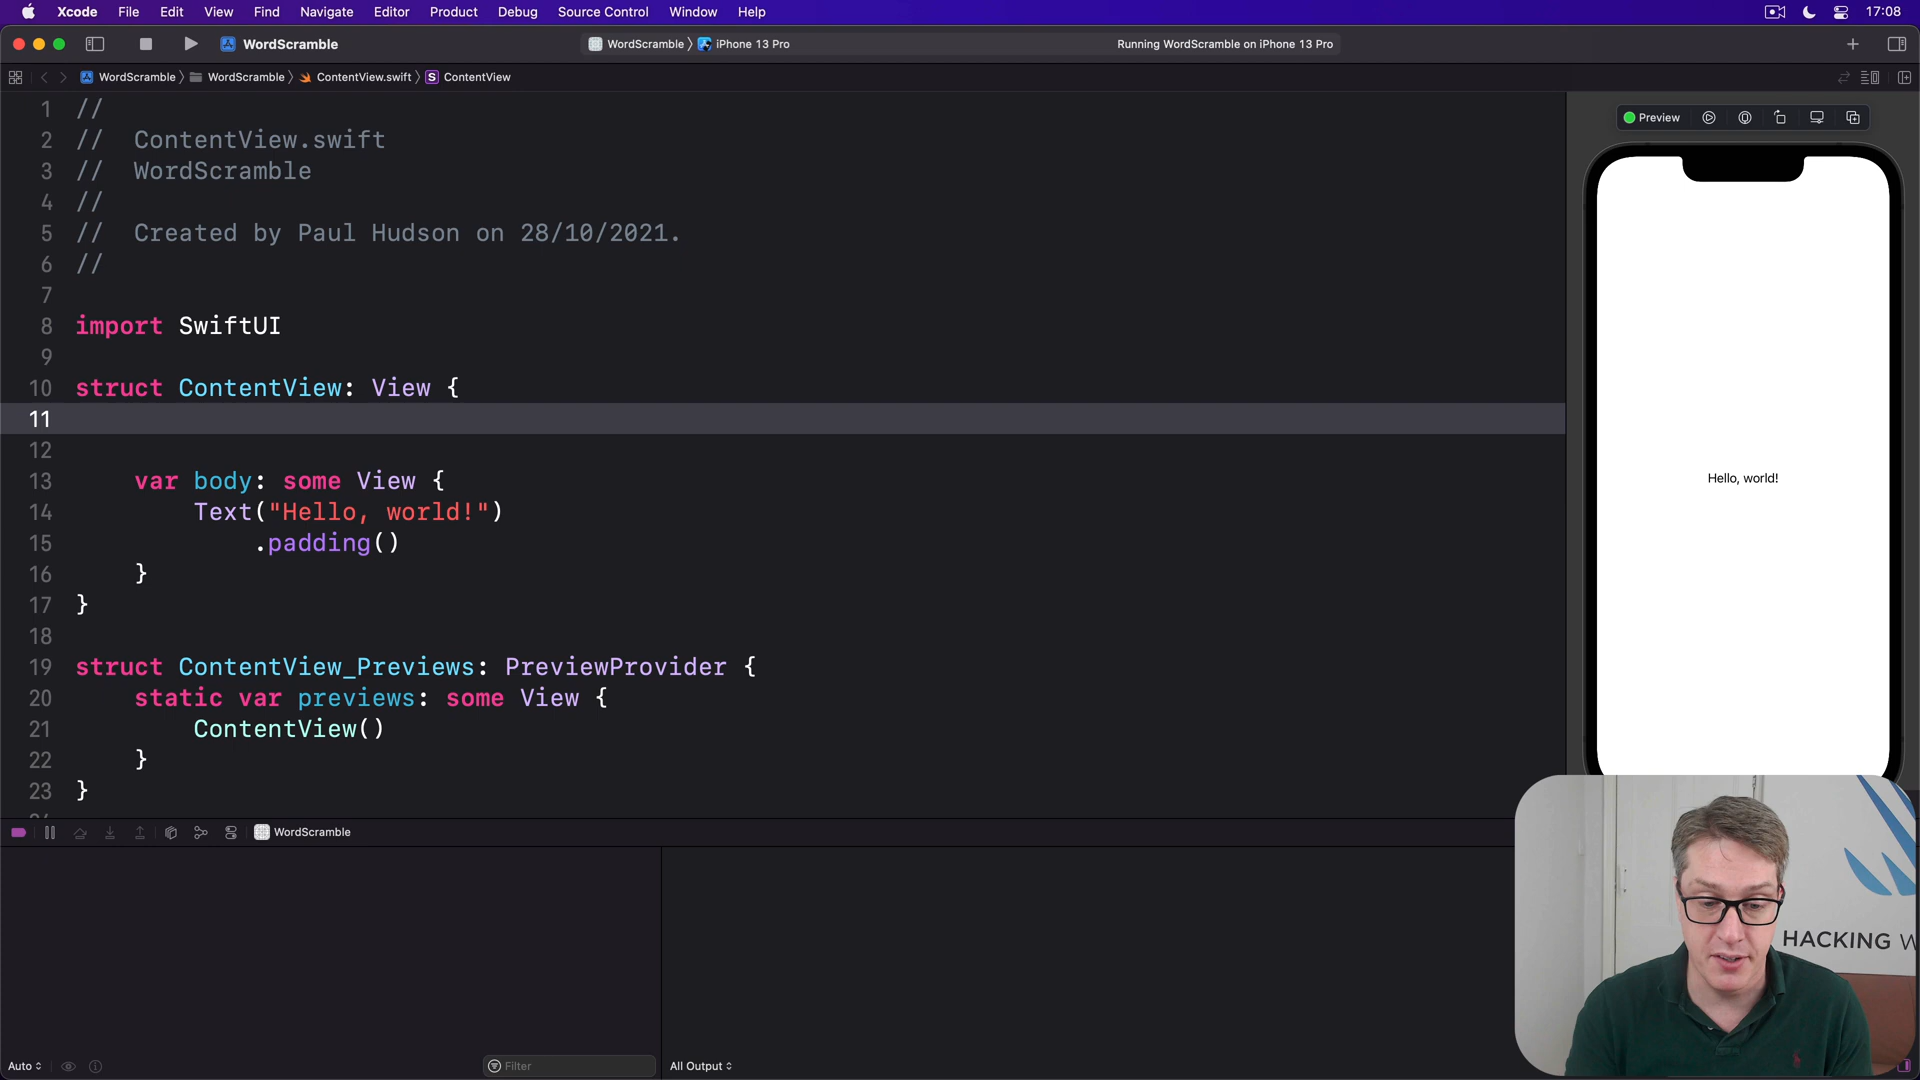 Xcode File Edit View Find Navigate Editor Product Debug Source Control Window Help 17:08
WordScramble WordScramble 〉 iPhone 13 Pro Running WordScramble on iPhone 13 Pro
WordScramble 〉 WordScramble 〉 ContentView.swift 〉 S ContentView
1 //
2 // ContentView.swift
3 // WordScramble
4 //
5 // Created by Paul Hudson on 28/10/2021.
6 //
7
8 import SwiftUI
9
10 struct ContentView: View {
11
12
13 var body: some View {
14 Text("Hello, world!")
15 .padding()
16 }
17 }
18
19 struct ContentView_Previews: PreviewProvider {
20 static var previews: some View {
21 ContentView()
22 }
23 }
Preview
Hello, world!
WordScramble
HACKING W
Auto Filter All Output